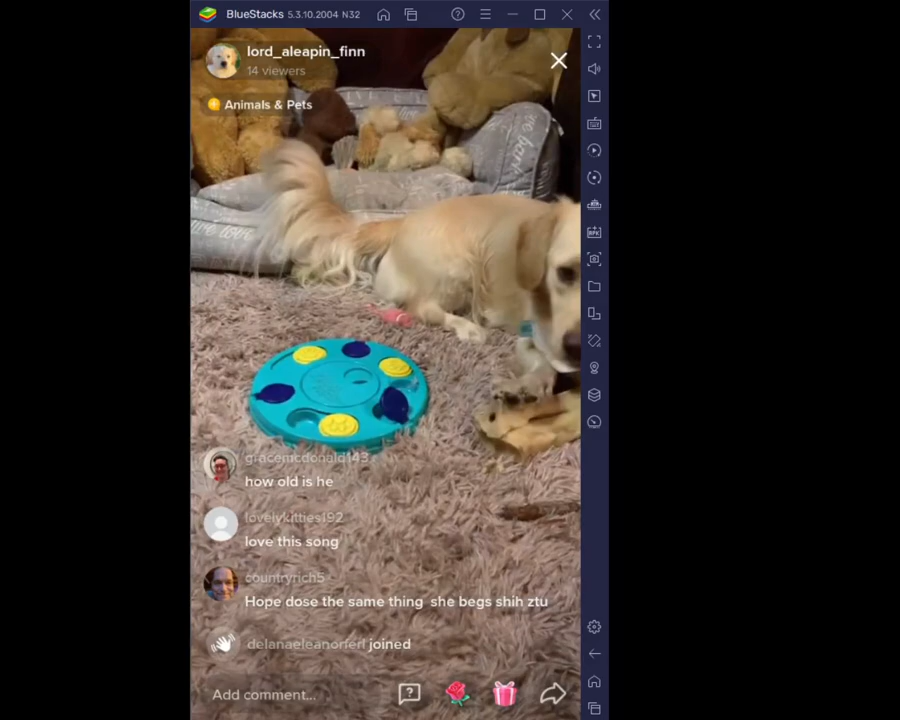 BlueStacks 5.3.10.2004 N32
lord_aleapin_finn
14 viewers
Animals & Pets
gracemcdonald143
how old is he
lovelykitties192
love this song
countryrich5
Hope dose the same thing she begs shih ztu
delanaeleanorferl joined
Add comment...